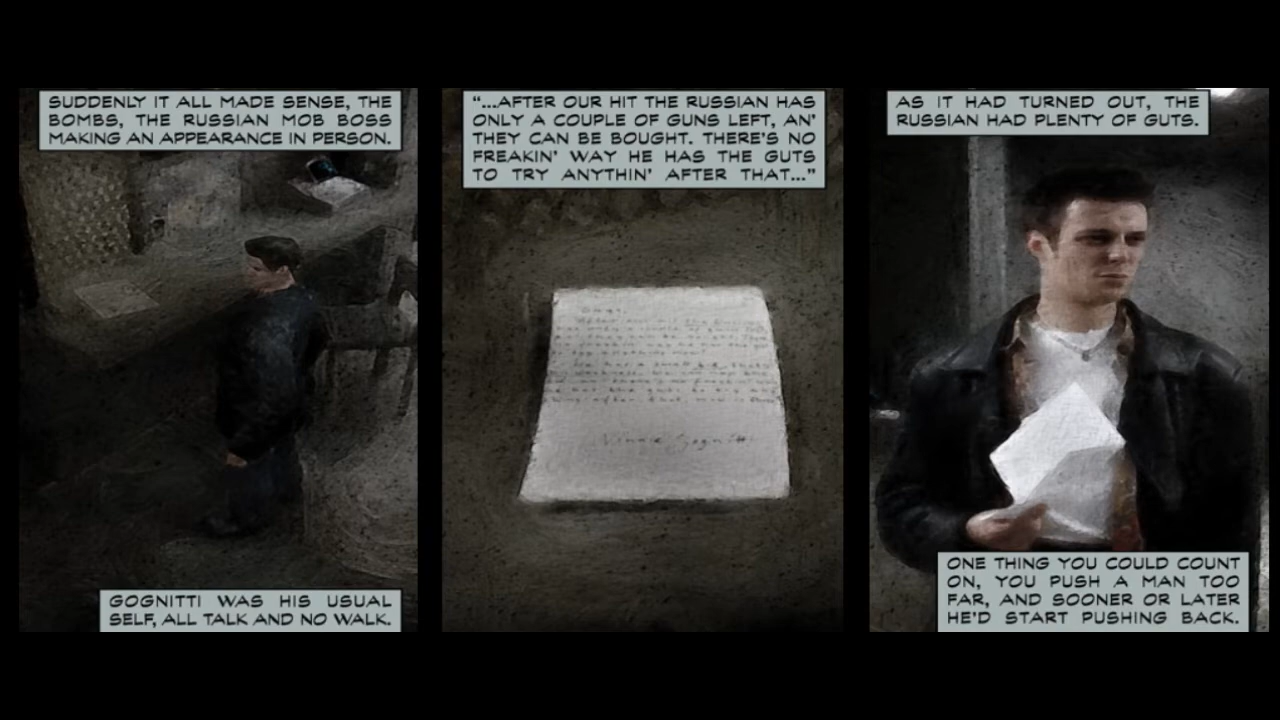 SUDDENLY IT ALL MADE SENSE, THE
BOMBS, THE RUSSIAN MOB BOSS
MAKING AN APPEARANCE IN PERSON.
GOGNITTI WAS HIS USUAL
SELF, ALL TALK AND NO WALK.
"...AFTER OUR HIT THE RUSSIAN HAS
ONLY A COUPLE OF GUNS LEFT, AN'
THEY CAN BE BOUGHT. THERE'S NO
FREAKIN' WAY HE HAS THE GUTS
TO TRY ANYTHIN' AFTER THAT..."
Vinnie Gognitti
AS IT HAD TURNED OUT, THE
RUSSIAN HAD PLENTY OF GUTS.
ONE THING YOU COULD COUNT
ON, YOU PUSH A MAN TOO
FAR, AND SOONER OR LATER
HE'D START PUSHING BACK.